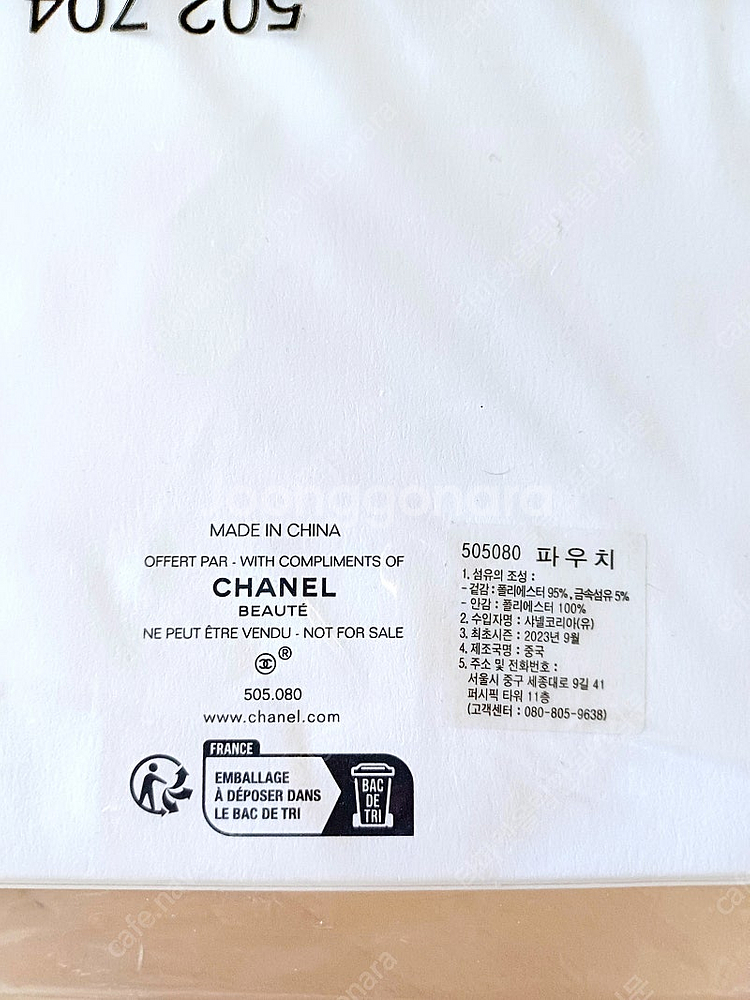 502 704
MADE IN CHINA
OFFERT PAR - WITH COMPLIMENTS OF
CHANEL
BEAUTÉ
NE PEUT ÊTRE VENDU - NOT FOR SALE
®
505.080
www.chanel.com
FRANCE
EMBALLAGE
À DÉPOSER DANS
LE BAC DE TRI
BAC
DE
TRI
505080 파우치
1. 섬유의 조성 :
- 겉감 : 폴리에스터 95%, 금속섬유 5%
- 안감 : 폴리에스터 100%
2. 수입자명 : 샤넬코리아(유)
3. 최초시즌 : 2023년 9월
4. 제조국명 : 중국
5. 주소 및 전화번호 :
서울시 중구 세종대로 9길 41
퍼시픽 타워 11층
(고객센터 : 080-805-9638)
joonggonara